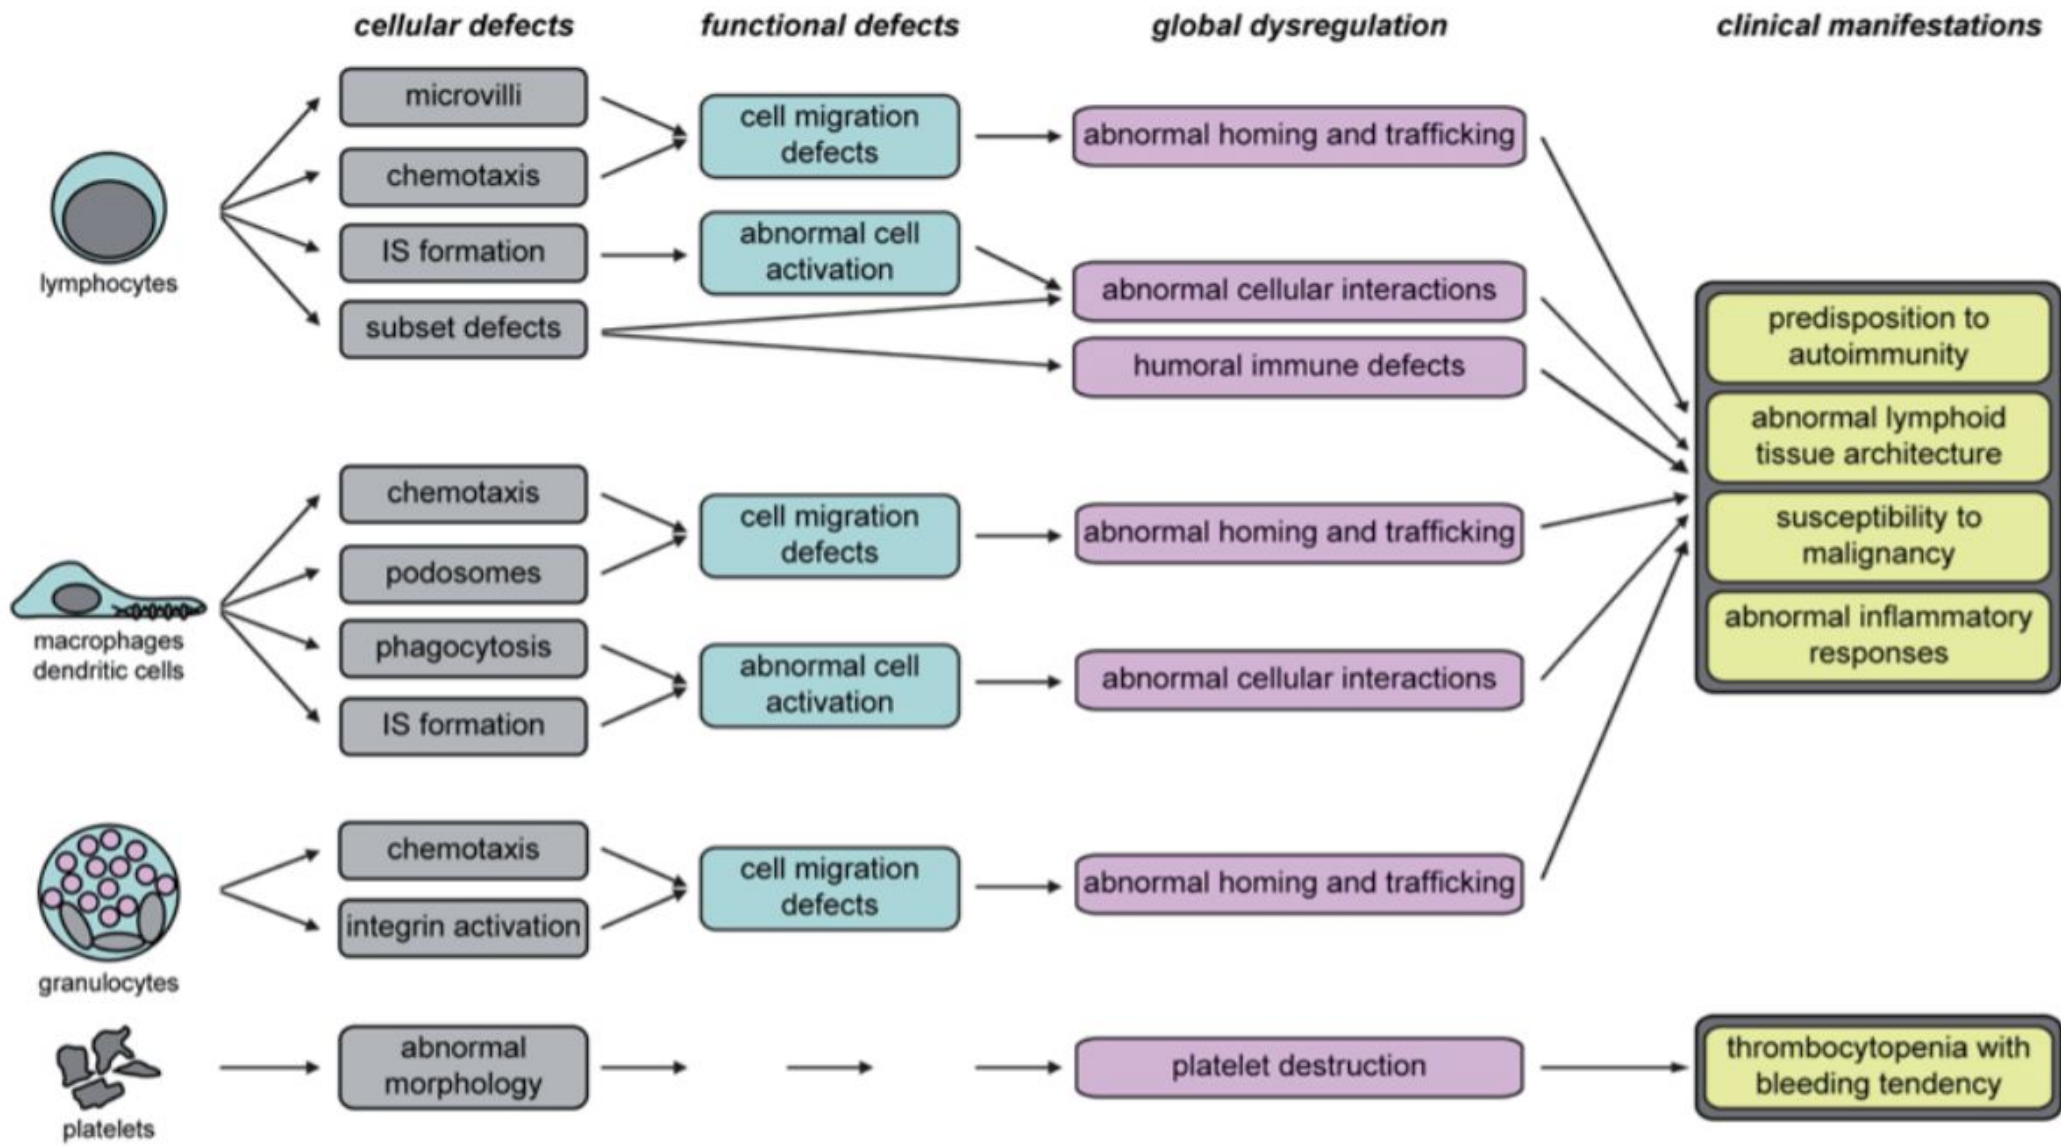 cellular defects
functional defects
global dysregulation
clinical manifestations
lymphocytes
microvilli
chemotaxis
IS formation
subset defects
cell migration
defects
abnormal cell
activation
abnormal homing and trafficking
abnormal cellular interactions
humoral immune defects
macrophages
dendritic cells
chemotaxis
podosomes
phagocytosis
IS formation
cell migration
defects
abnormal cell
activation
abnormal homing and trafficking
abnormal cellular interactions
granulocytes
chemotaxis
integrin activation
cell migration
defects
abnormal homing and trafficking
predisposition to
autoimmunity
abnormal lymphoid
tissue architecture
susceptibility to
malignancy
abnormal inflammatory
responses
platelets
abnormal
morphology
platelet destruction
thrombocytopenia with
bleeding tendency